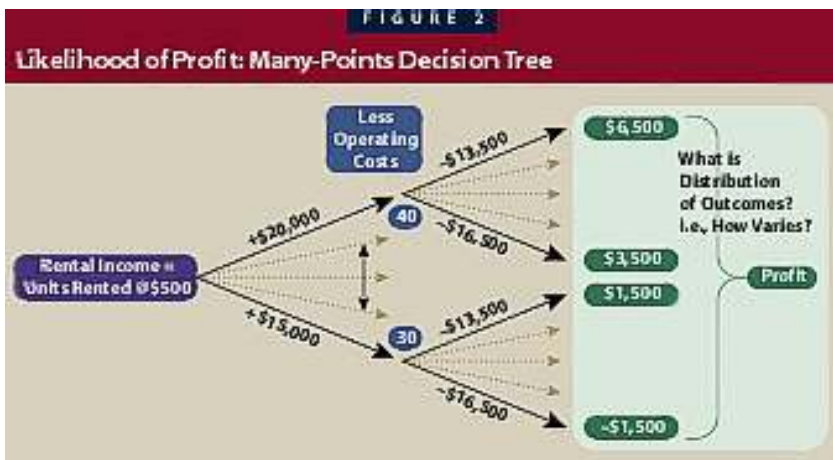 FIGURE 2
Likelihood of Profit: Many-Points Decision Tree
Less
Operating
Costs
Rental Income =
Units Rented @$500
+$20,000
+$15,000
40
30
-$13,500
-$16,500
-$13,500
-$16,500
$6,500
$3,500
$1,500
-$1,500
What is
Distribution
of Outcomes?
i.e., How Varies?
Profit